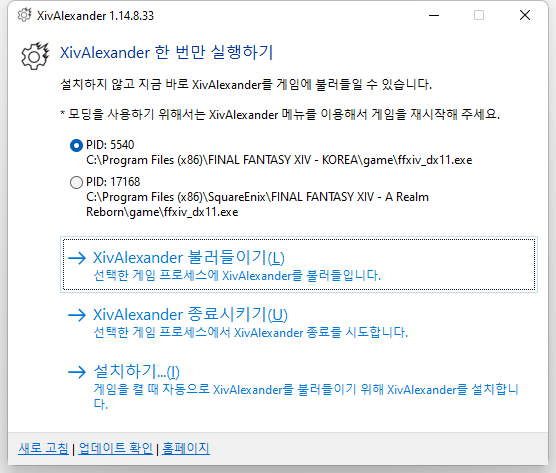 XivAlexander 1.14.8.33
XivAlexander 한 번만 실행하기
설치하지 않고 지금 바로 XivAlexander를 게임에 불러들일 수 있습니다.
* 모딩을 사용하기 위해서는 XivAlexander 메뉴를 이용해서 게임을 재시작해 주세요.
PID: 5540
C:\Program Files (x86)\FINAL FANTASY XIV - KOREA\game\ffxiv_dx11.exe
PID: 17168
C:\Program Files (x86)\SquareEnix\FINAL FANTASY XIV - A Realm
Reborn\game\ffxiv_dx11.exe
XivAlexander 불러들이기(L)
선택한 게임 프로세스에 XivAlexander를 불러들입니다.
XivAlexander 종료시키기(U)
선택한 게임 프로세스에서 XivAlexander 종료를 시도합니다.
설치하기...(I)
게임을 켤 때 자동으로 XivAlexander를 불러들이기 위해 XivAlexander를 설치합니
다.
새로 고침 | 업데이트 확인 | 홈페이지